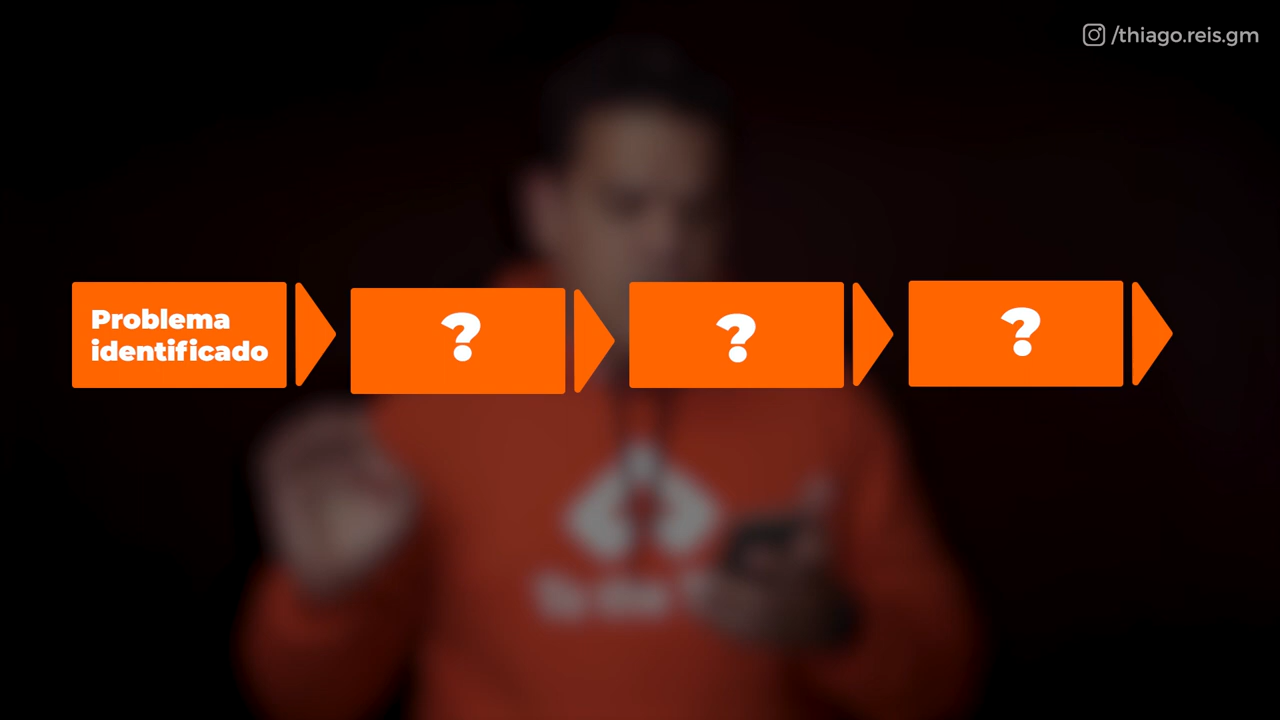 /thiago.reis.gm
Problema
identificado
?
?
?